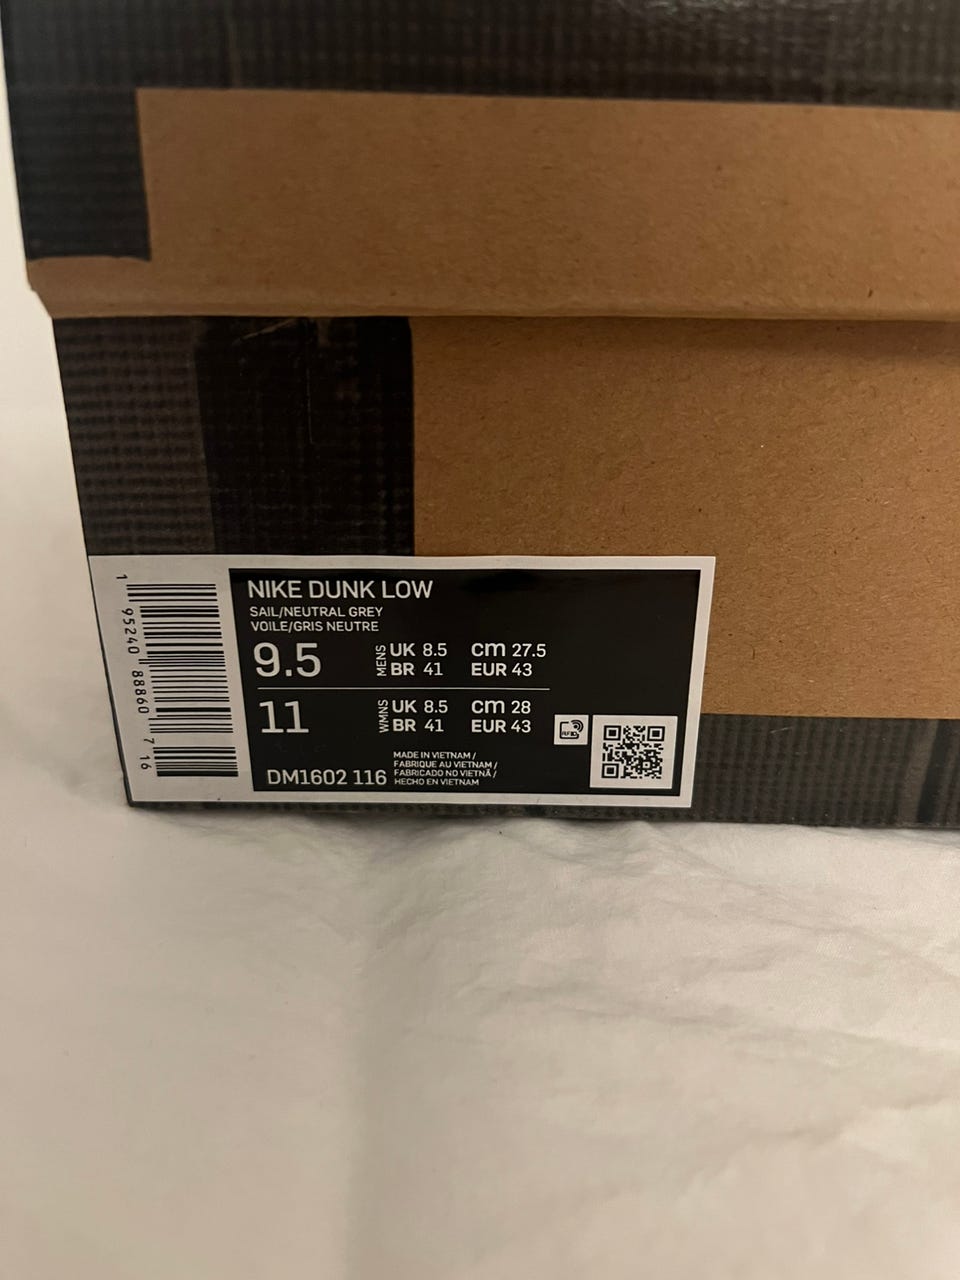 NIKE DUNK LOW
SAIL/NEUTRAL GREY
VOILE/GRIS NEUTRE
9.5 MENS UK 8.5 cm 27.5
BR 41 EUR 43
11 WMNS UK 8.5 cm 28
BR 41 EUR 43
MADE IN VIETNAM /
FABRIQUE AU VIETNAM /
FABRICADO NO VIETNÃ /
HECHO EN VIETNAM
DM1602 116
1 95240 88860 7 16